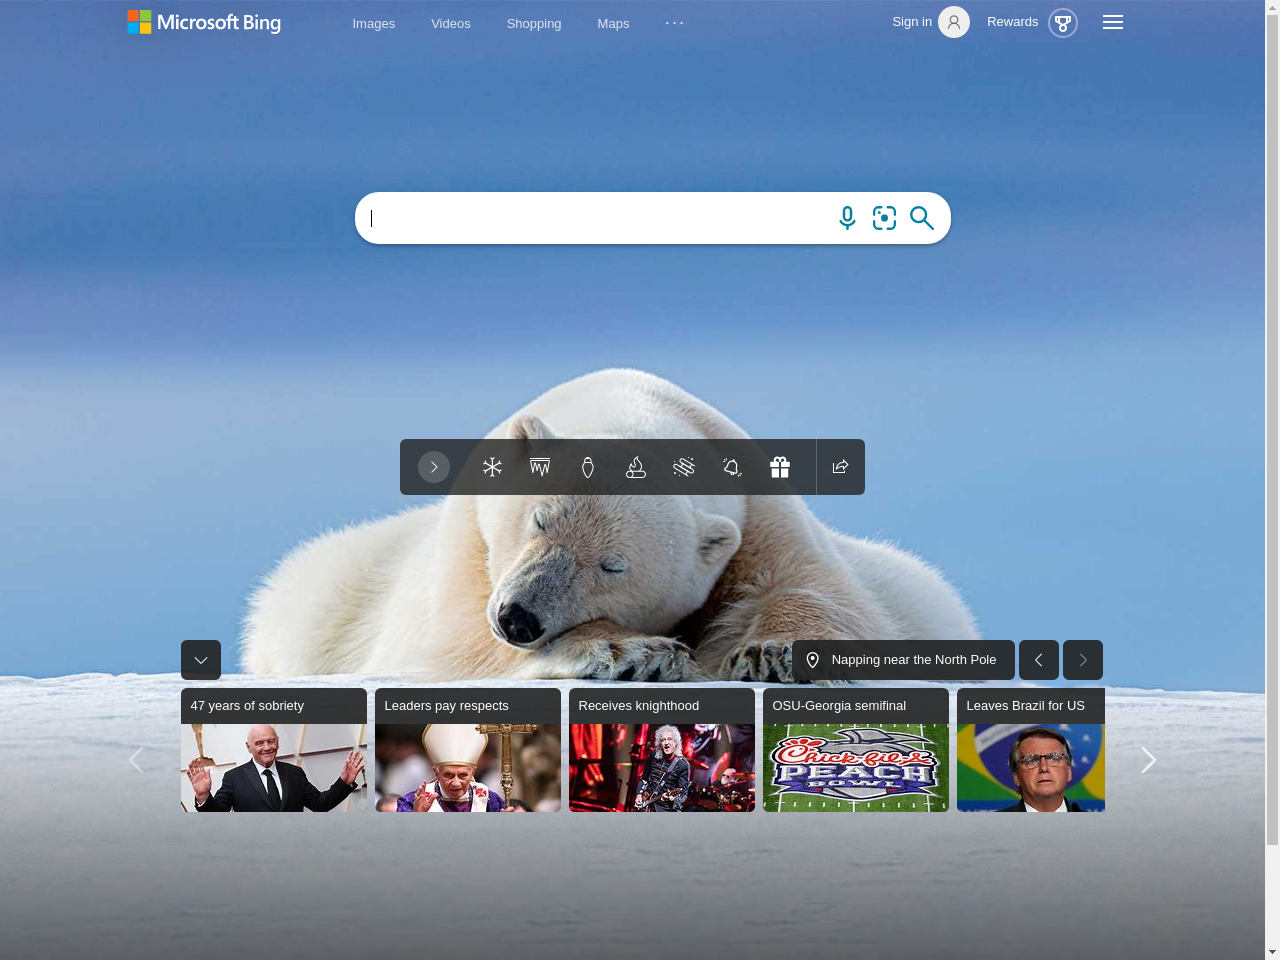 Microsoft Bing
Images
Videos
Shopping
Maps
Sign in
Rewards
Napping near the North Pole
47 years of sobriety
Leaders pay respects
Receives knighthood
OSU-Georgia semifinal
Leaves Brazil for US
Chick-fil-A
PEACH
BOWL